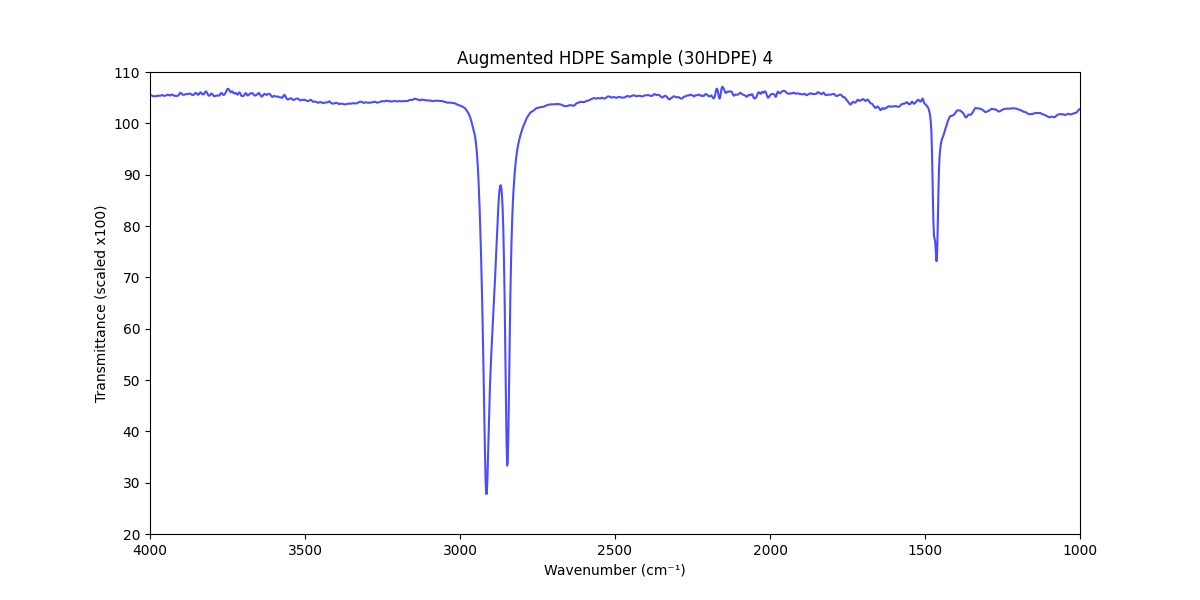 Augmented HDPE Sample (30HDPE) 4
110
100
90
80
70
60
50
40
30
20
Transmittance (scaled x100)
4000 3500 3000 2500 2000 1500 1000
Wavenumber (cm⁻¹)